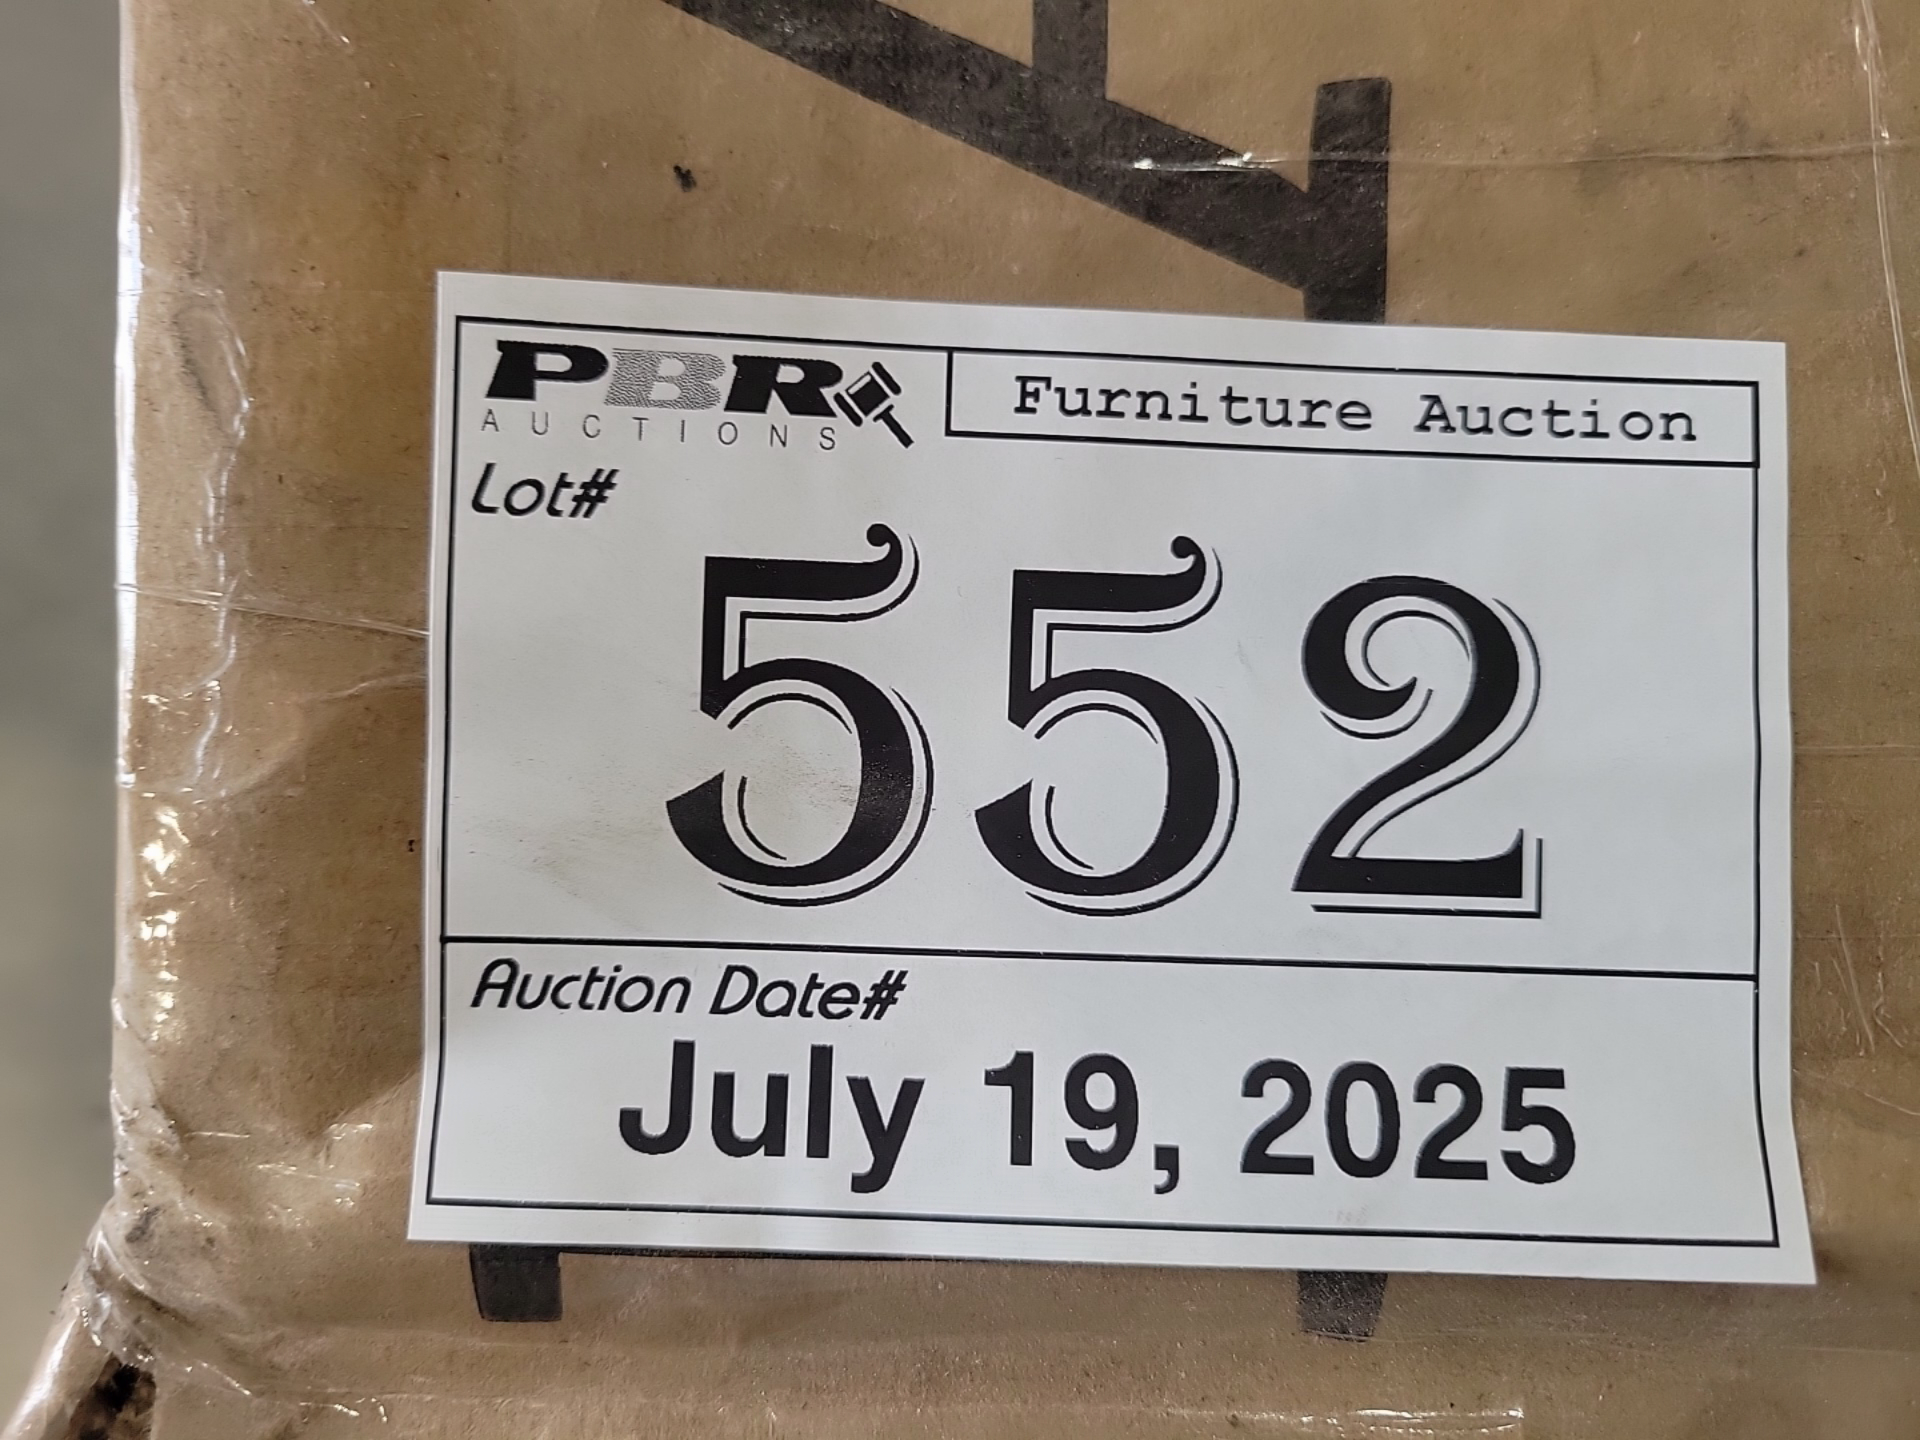 PBR
AUCTIONS
Furniture Auction
Lot#
552
Auction Date#
July 19, 2025